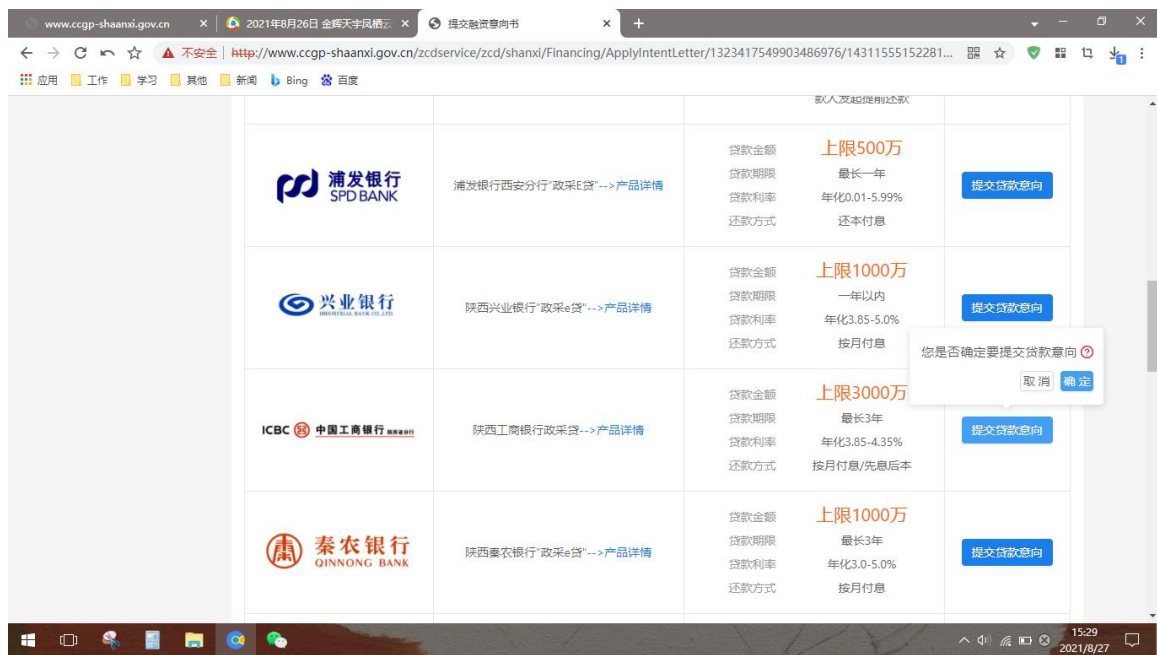 www.ccgp-shaanxi.gov.cn
2021年8月26日 金辉天宇凤栖云
提交融资意向书
不安全 http://www.ccgp-shaanxi.gov.cn/zcdservice/zcd/shanxi/Financing/ApplyIntentLetter/1323417549903486976/14311555152281...
应用 工作 学习 其他 新闻 Bing 百度
款人发起提前还款
浦发银行
SPD BANK
浦发银行西安分行"政采E贷"-->产品详情
贷款金额 上限500万
贷款期限 最长一年
贷款利率 年化0.01-5.99%
还款方式 还本付息
提交贷款意向
兴业银行
INDUSTRIAL BANK CO.,LTD.
陕西兴业银行"政采e贷"-->产品详情
贷款金额 上限1000万
贷款期限 一年以内
贷款利率 年化3.85-5.0%
还款方式 按月付息
提交贷款意向
您是否确定要提交贷款意向
取消 确定
ICBC 中国工商银行 陕西省分行
陕西工商银行政采贷-->产品详情
贷款金额 上限3000万
贷款期限 最长3年
贷款利率 年化3.85-4.35%
还款方式 按月付息/先息后本
提交贷款意向
秦农银行
QINNONG BANK
陕西秦农银行"政采e贷"-->产品详情
贷款金额 上限1000万
贷款期限 最长3年
贷款利率 年化3.0-5.0%
还款方式 按月付息
提交贷款意向
15:29
2021/8/27